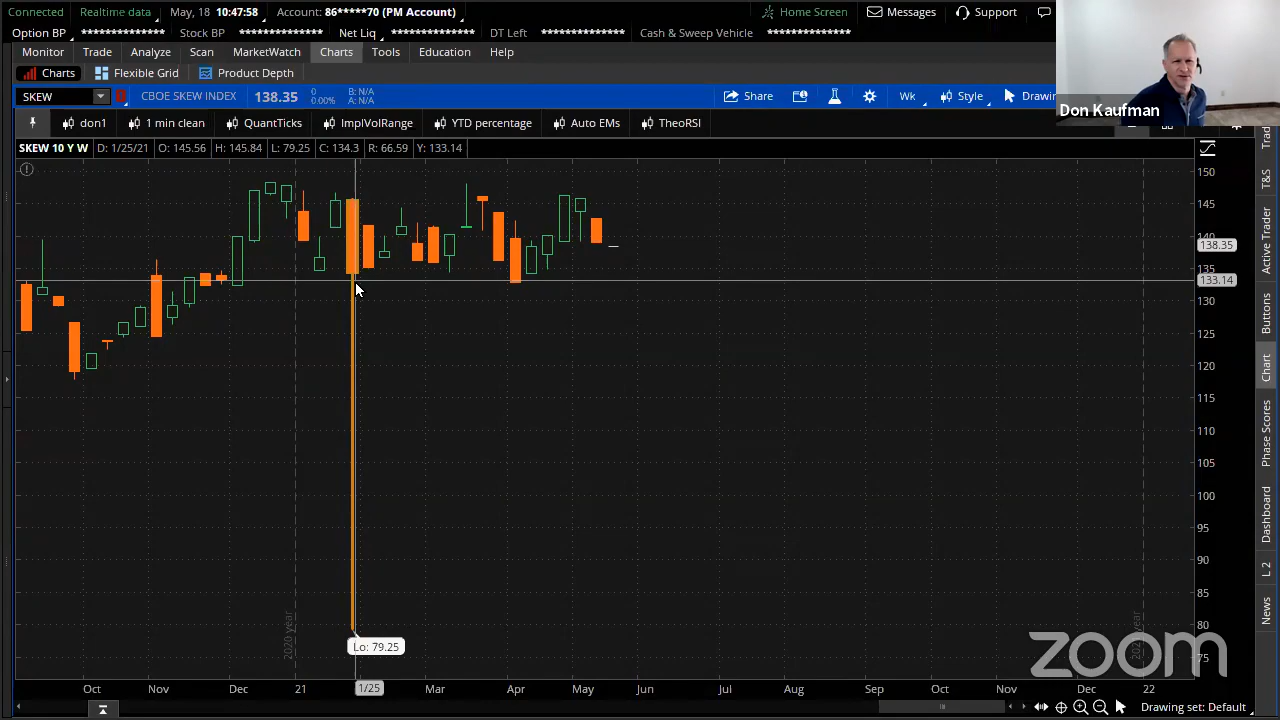 Connected Realtime data May, 18 10:47:58 Account: 86*****70 (PM Account) Home Screen Messages Support
Option BP ************** Stock BP ************** Net Liq ************** DT Left ************** Cash & Sweep Vehicle **************
Monitor Trade Analyze Scan MarketWatch Charts Tools Education Help
Charts Flexible Grid Product Depth
Don Kaufman
SKEW CBOE SKEW INDEX 138.35 0 0.00% B: N/A A: N/A Share Wk Style Drawin
don1 1 min clean QuantTicks ImplVolRange YTD percentage Auto EMs TheoRSI
SKEW 10 Y W D: 1/25/21 O: 145.56 H: 145.84 L: 79.25 C: 134.3 R: 66.59 Y: 133.14
150
145
140
138.35
135
133.14
130
125
120
115
110
105
100
95
90
85
80
75
Lo: 79.25
2020 year
zoom
Oct Nov Dec 21 1/25 Mar Apr May Jun Jul Aug Sep Oct Nov Dec 22
Drawing set: Default
Trad
T&S
Active Trader
Buttons
Chart
Phase Scores
Dashboard
L 2
News